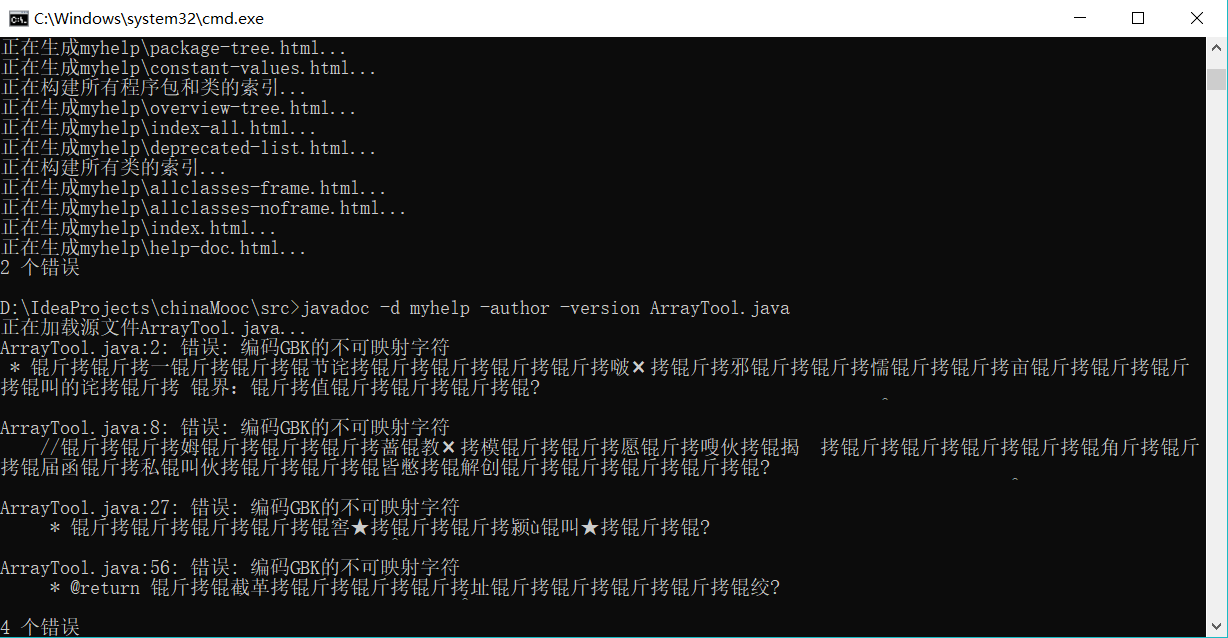 C:\Windows\system32\cmd.exe
正在生成myhelp\package-tree.html...
正在生成myhelp\constant-values.html...
正在构建所有程序包和类的索引...
正在生成myhelp\overview-tree.html...
正在生成myhelp\index-all.html...
正在生成myhelp\deprecated-list.html...
正在构建所有类的索引...
正在生成myhelp\allclasses-frame.html...
正在生成myhelp\allclasses-noframe.html...
正在生成myhelp\index.html...
正在生成myhelp\help-doc.html...
2 个错误
D:\IdeaProjects\chinaMooc\src>javadoc -d myhelp -author -version ArrayTool.java
正在加载源文件ArrayTool.java...
ArrayTool.java:2: 错误: 编码GBK的不可映射字符
* 锟斤拷锟斤拷一锟斤拷锟斤拷锟节诧拷锟斤拷锟斤拷锟斤拷锟斤拷啵×拷锟斤拷邪锟斤拷锟斤拷懦锟斤拷锟斤拷亩锟斤拷锟斤拷锟斤
拷锟叫的诧拷锟斤拷 锟界：锟斤拷值锟斤拷锟斤拷锟斤拷锟?
^
ArrayTool.java:8: 错误: 编码GBK的不可映射字符
//锟斤拷锟斤拷姆锟斤拷锟斤拷锟斤拷蔷锟教×拷模锟斤拷锟斤拷愿锟斤拷嗖伙拷锟揭 拷锟斤拷锟斤拷锟斤拷锟斤拷锟角斤拷锟斤
拷锟届函锟斤拷私锟叫伙拷锟斤拷锟斤拷锟皆憋拷锟解创锟斤拷锟斤拷锟斤拷锟斤拷锟?
^
ArrayTool.java:27: 错误: 编码GBK的不可映射字符
* 锟斤拷锟斤拷锟斤拷锟斤拷锟窖★拷锟斤拷锟斤拷颍ù锟叫★拷锟斤拷锟?
^
ArrayTool.java:56: 错误: 编码GBK的不可映射字符
* @return 锟斤拷锟截革拷锟斤拷锟斤拷锟斤拷址锟斤拷锟斤拷锟斤拷锟斤拷锟绞?
^
4 个错误